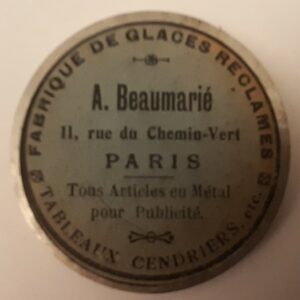 FABRIQUE DE GLACES RECLAMES
A. Beaumarié
11, rue du Chemin-Vert
PARIS
Tous Articles en Métal
pour Publicité.
TABLEAUX CENDRIERS, etc.